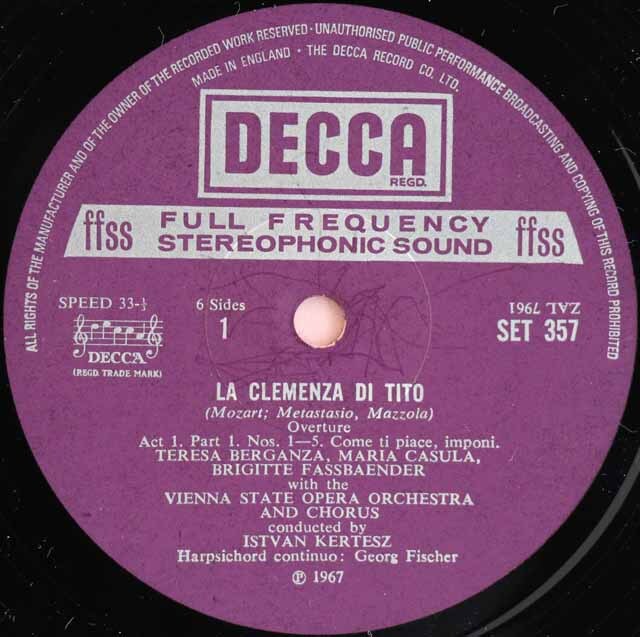 ALL RIGHTS OF THE MANUFACTURER AND OF THE OWNER OF THE RECORDED WORK RESERVED · UNAUTHORISED PUBLIC PERFORMANCE BROADCASTING AND COPYING OF THIS RECORD PROHIBITED
MADE IN ENGLAND · THE DECCA RECORD CO. LTD.
DECCA
REGD.
ffss FULL FREQUENCY ffss
STEREOPHONIC SOUND
SPEED 33-⅓
6 Sides
1
ZAL 7961
SET 357
DECCA
(REGD. TRADE MARK)
LA CLEMENZA DI TITO
(Mozart; Metastasio, Mazzola)
Overture
Act 1. Part 1. Nos. 1—5. Come ti piace, imponi.
TERESA BERGANZA, MARIA CASULA,
BRIGITTE FASSBAENDER
with the
VIENNA STATE OPERA ORCHESTRA
AND CHORUS
conducted by
ISTVAN KERTESZ
Harpsichord continuo: Georg Fischer
℗ 1967